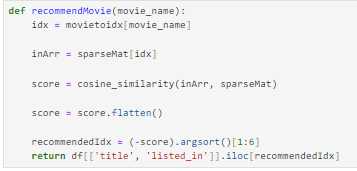 def recommendMovie(movie_name):
    idx = movietoidx[movie_name]
    inArr = sparseMat[idx]
    score = cosine_similarity(inArr, sparseMat)
    score = score.flatten()
    recommendedIdx = (-score).argsort()[1:6]
    return df[['title', 'listed_in']].iloc[recommendedIdx]